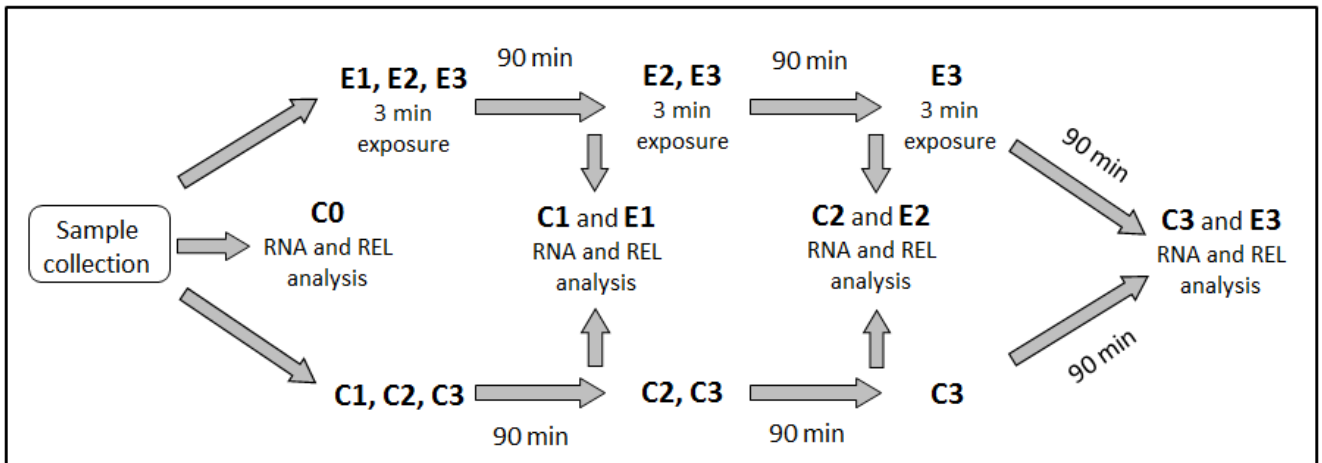 E1, E2, E3
3 min
exposure
90 min
E2, E3
3 min
exposure
90 min
E3
3 min
exposure
90 min
Sample
collection
C0
RNA and REL
analysis
C1 and E1
RNA and REL
analysis
C2 and E2
RNA and REL
analysis
C3 and E3
RNA and REL
analysis
C1, C2, C3
90 min
C2, C3
90 min
C3
90 min